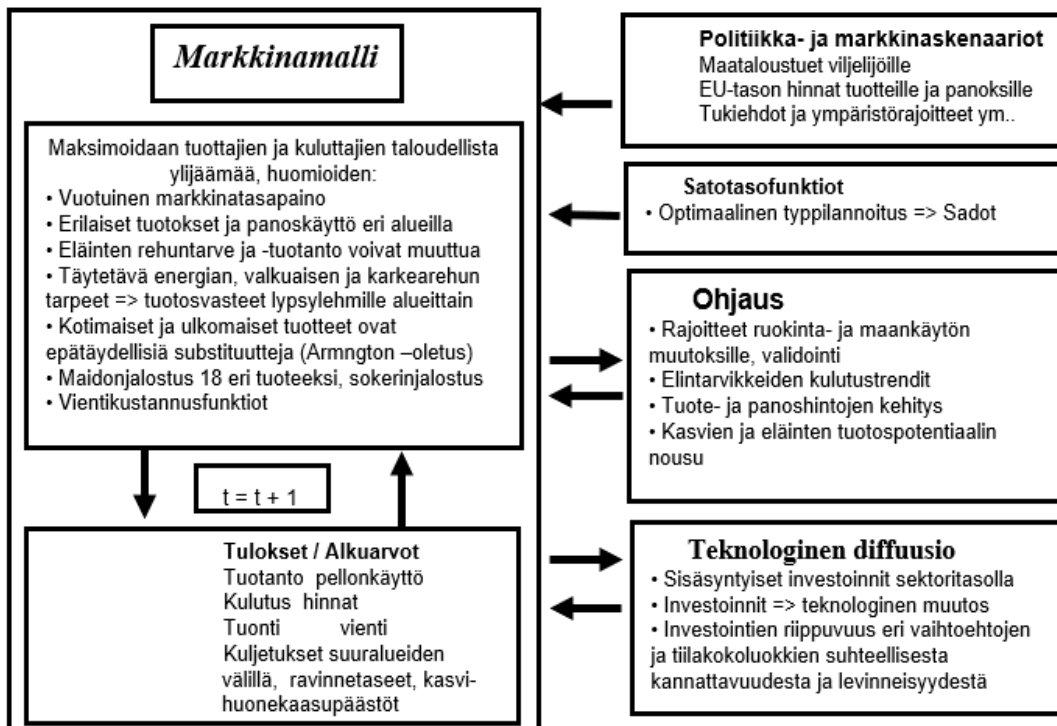 Markkinamalli
Maksimoidaan tuottajien ja kuluttajien taloudellista
ylijäämää, huomioiden:
• Vuotuinen markkinatasapaino
• Erilaiset tuotokset ja panoskäyttö eri alueilla
• Eläinten rehuntarve ja -tuotanto voivat muuttua
• Täytetävä energian, valkuaisen ja karkearehun
tarpeet => tuotosvasteet lypsylehmille alueittain
• Kotimaiset ja ulkomaiset tuotteet ovat
epätäydellisiä substituutteja (Armngton –oletus)
• Maidonjalostus 18 eri tuoteeksi, sokerinjalostus
• Vientikustannusfunktiot
t = t + 1
Tulokset / Alkuarvot
Tuotanto pellonkäyttö
Kulutus hinnat
Tuonti vienti
Kuljetukset suuralueiden
välillä, ravinnetaseet, kasvi-
huonekaasupäästöt
Politiikka- ja markkinaskenaariot
Maataloustuet viljelijöille
EU-tason hinnat tuotteille ja panoksille
Tukiehdot ja ympäristörajoitteet ym..
Satotasofunktiot
• Optimaalinen typpilannoitus => Sadot
Ohjaus
• Rajoitteet ruokinta- ja maankäytön
muutoksille, validointi
• Elintarvikkeiden kulutustrendit
• Tuote- ja panoshintojen kehitys
• Kasvien ja eläinten tuotospotentiaalin
nousu
Teknologinen diffuusio
• Sisäsyntyiset investoinnit sektoritasolla
• Investoinnit => teknologinen muutos
• Investointien riippuvuus eri vaihtoehtojen
ja tiilakokoluokkien suhteellisesta
kannattavuudesta ja levinneisyydestä